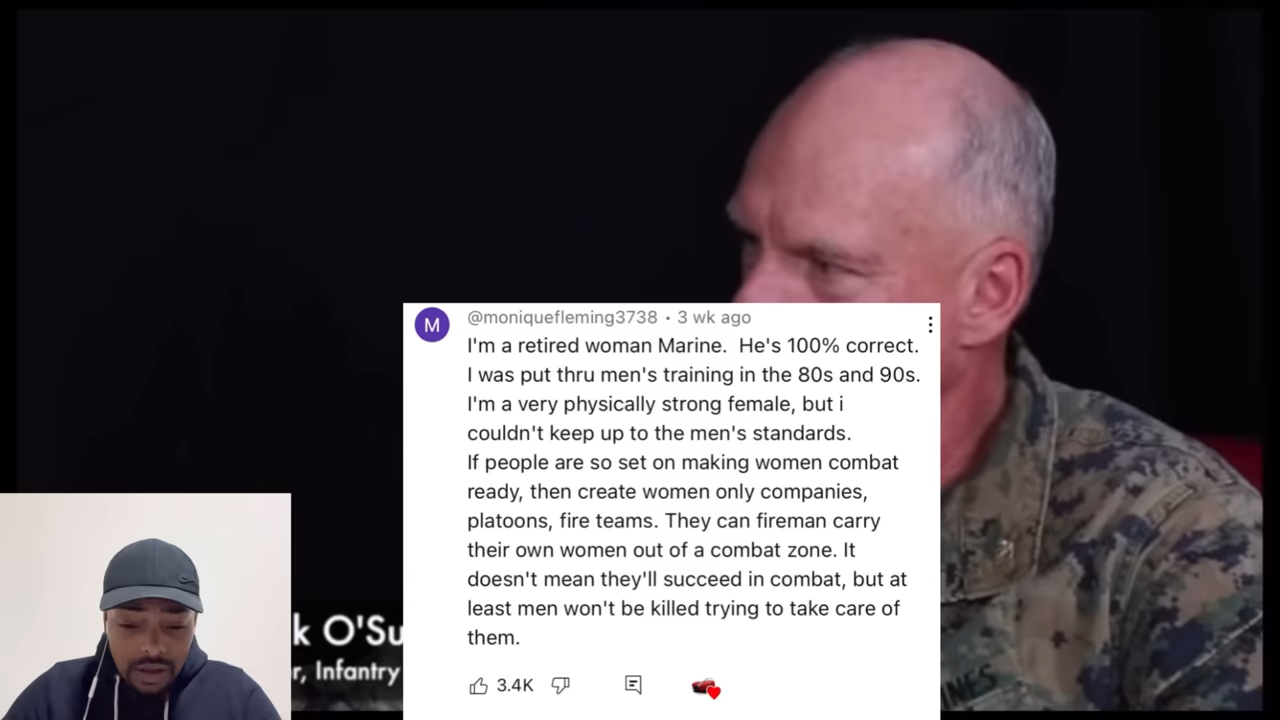 M
@moniquefleming3738 • 3 wk ago
I'm a retired woman Marine.  He's 100% correct.
I was put thru men's training in the 80s and 90s.
I'm a very physically strong female, but i
couldn't keep up to the men's standards.
If people are so set on making women combat
ready, then create women only companies,
platoons, fire teams. They can fireman carry
their own women out of a combat zone. It
doesn't mean they'll succeed in combat, but at
least men won't be killed trying to take care of
them.
3.4K
k O'Su
r, Infantry
INES